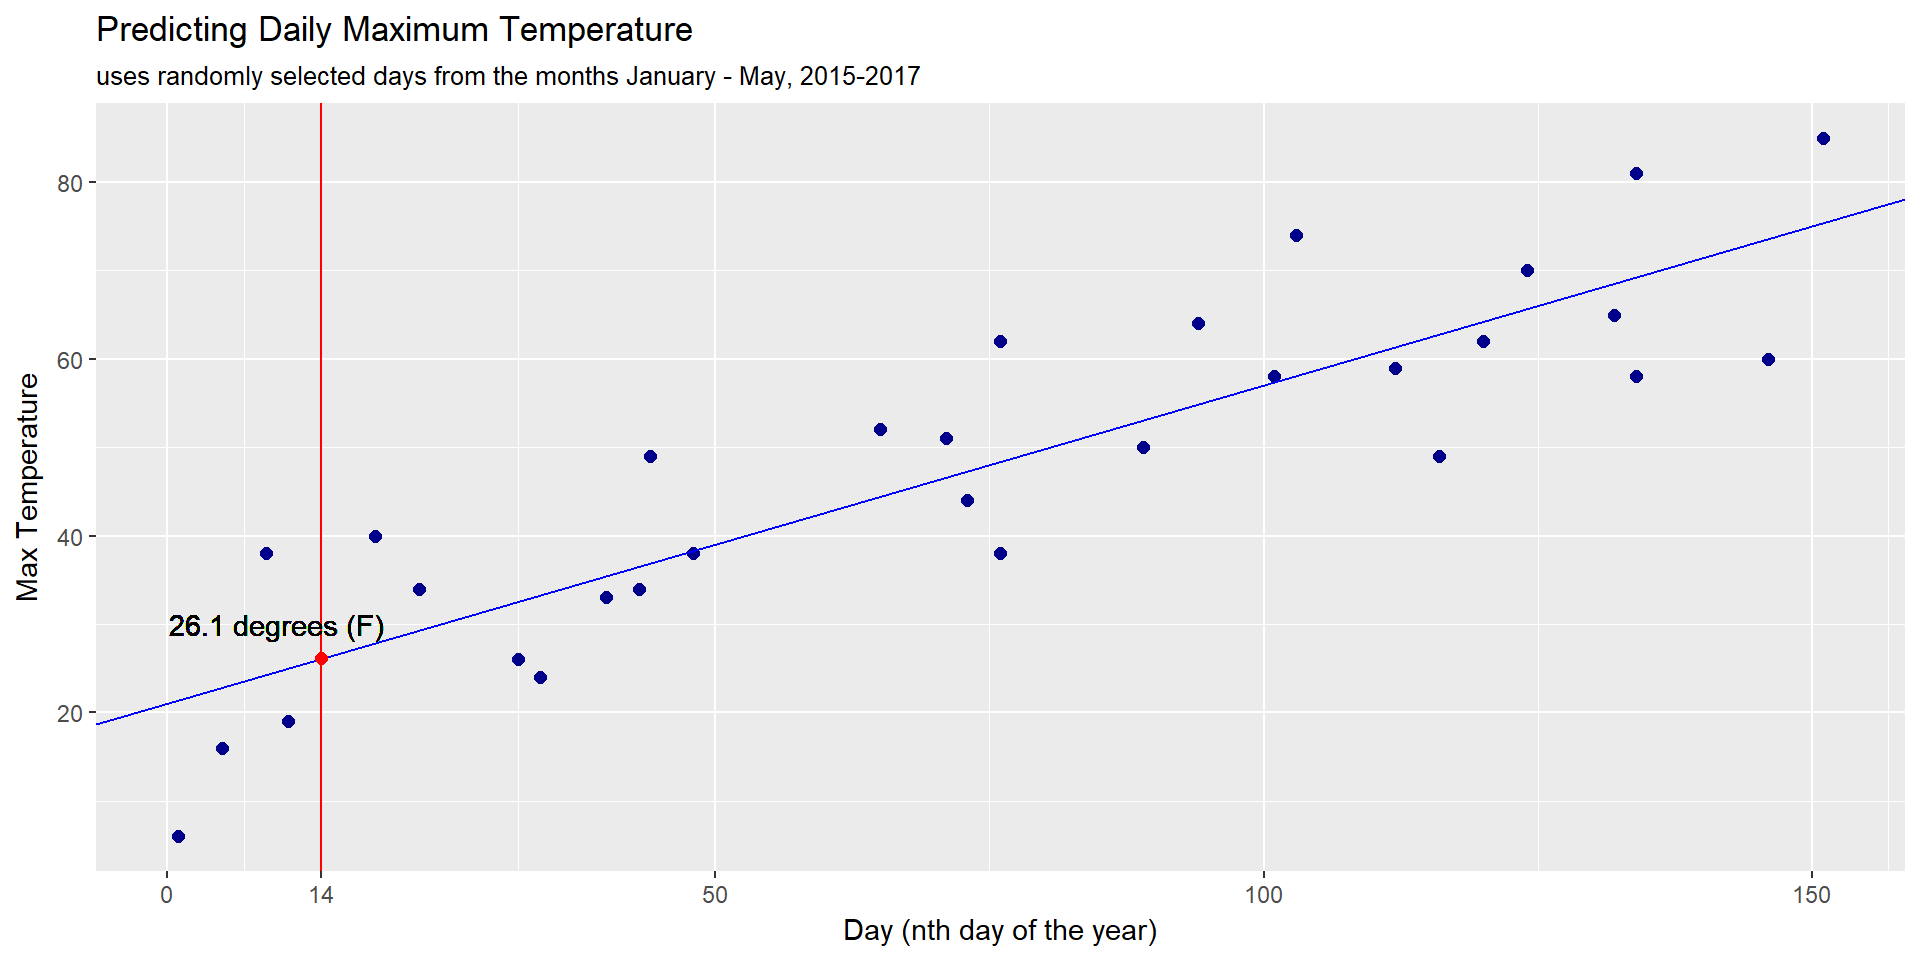 Predicting Daily Maximum Temperature
uses randomly selected days from the months January - May, 2015-2017
80
60
40
20
Max Temperature
26.1 degrees (F)
0 14 50 100 150
Day (nth day of the year)